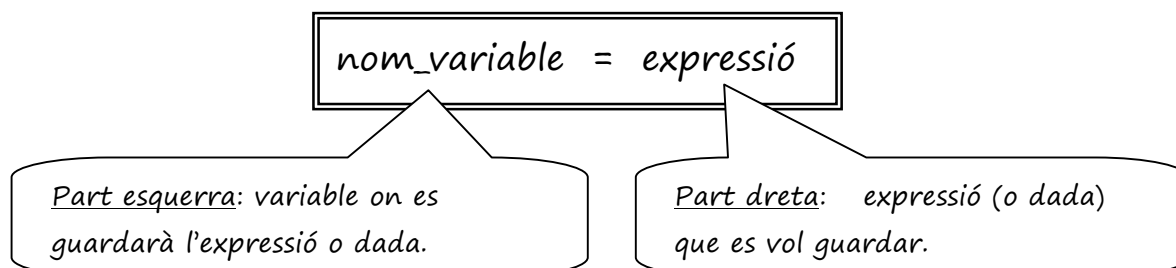 nom_variable = expressió
Part esquerra: variable on es
guardarà l'expressió o dada.
Part dreta: expressió (o dada)
que es vol guardar.